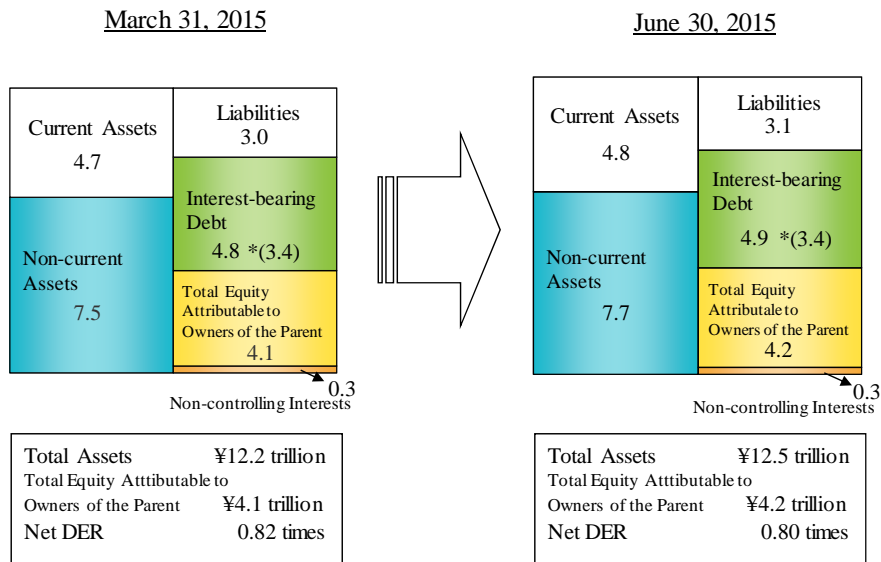 March 31, 2015
Current Assets
4.7
Non-current
Assets
7.5
Liabilities
3.0
Interest-bearing
Debt
4.8 *(3.4)
Total Equity
Attributable to
Owners of the Parent
4.1
0.3
Non-controlling Interests
Total Assets ¥12.2 trillion
Total Equity Atttibutable to
Owners of the Parent ¥4.1 trillion
Net DER 0.82 times
June 30, 2015
Current Assets
4.8
Non-current
Assets
7.7
Liabilities
3.1
Interest-bearing
Debt
4.9 *(3.4)
Total Equity
Attributale to
Owners of the Parent
4.2
0.3
Non-controlling Interests
Total Assets ¥12.5 trillion
Total Equity Atttibutable to
Owners of the Parent ¥4.2 trillion
Net DER 0.80 times